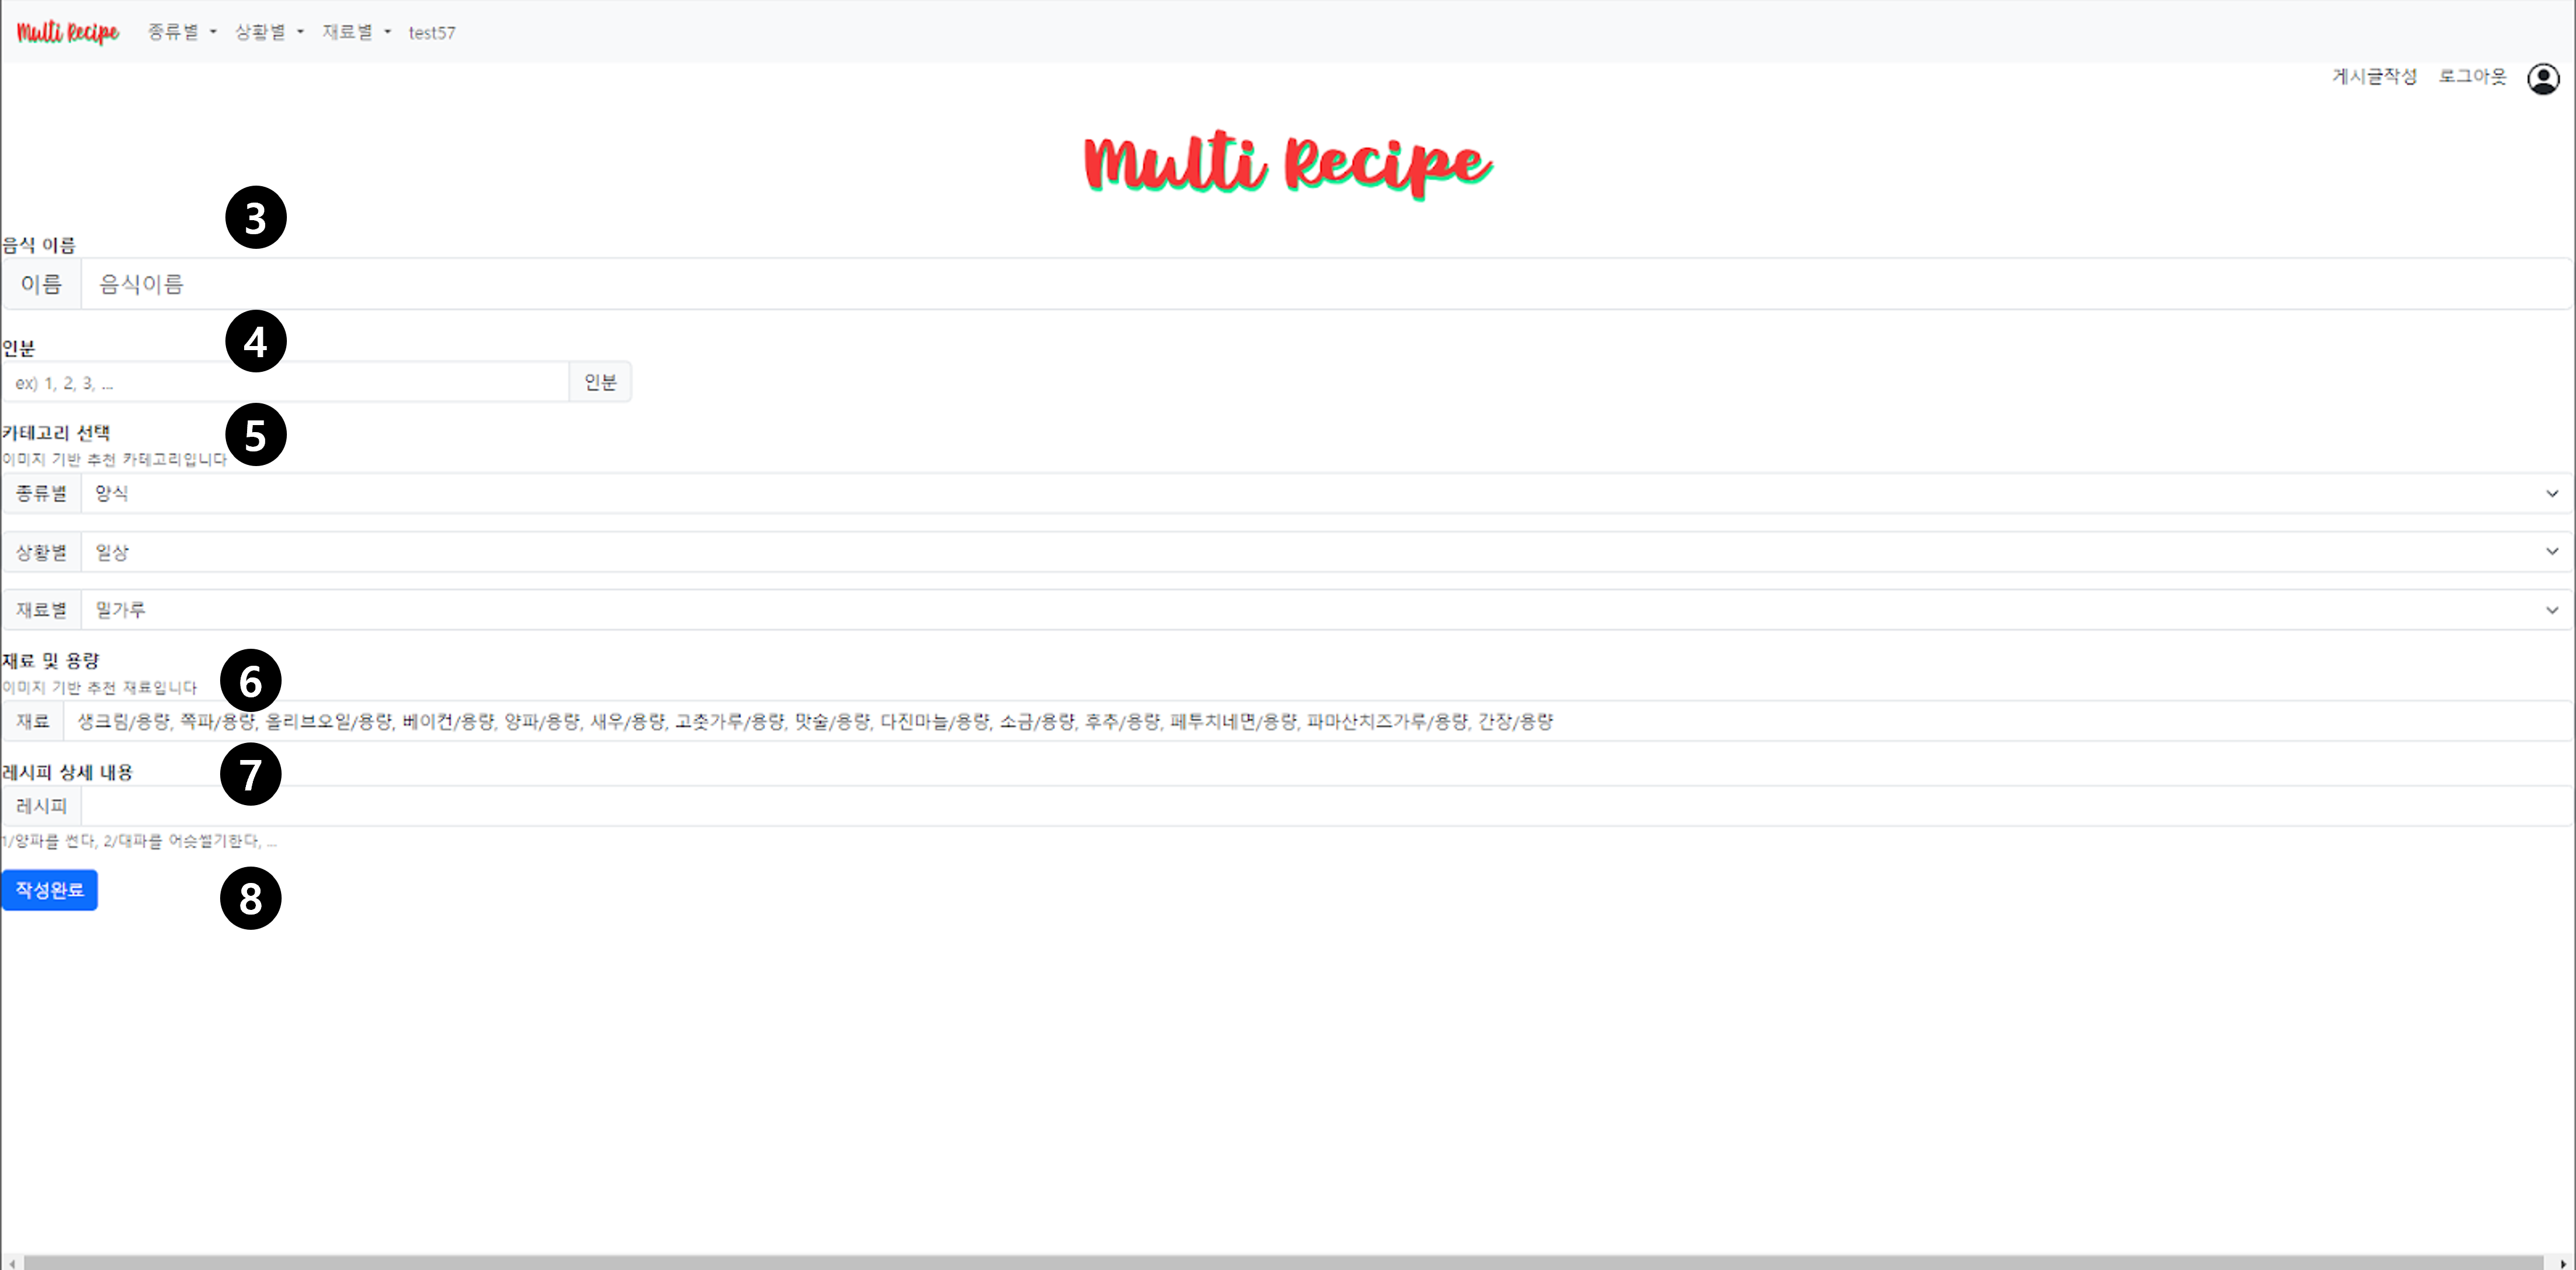 Multi Recipe 종류별 상황별 재료별 test57
게시글작성 로그아웃
Multi Recipe
3
음식 이름
이름 음식이름
4
인분
ex) 1, 2, 3, ... 인분
5
카테고리 선택
이미지 기반 추천 카테고리입니다
종류별 양식
상황별 일상
재료별 밀가루
재료 및 용량
6
이미지 기반 추천 재료입니다
재료 생크림/용량, 쪽파/용량, 올리브오일/용량, 베이컨/용량, 양파/용량, 새우/용량, 고춧가루/용량, 맛술/용량, 다진마늘/용량, 소금/용량, 후추/용량, 페투치네면/용량, 파마산치즈가루/용량, 간장/용량
7
레시피 상세 내용
레시피
1/양파를 썬다, 2/대파를 어슷썰기한다, ...
8
작성완료